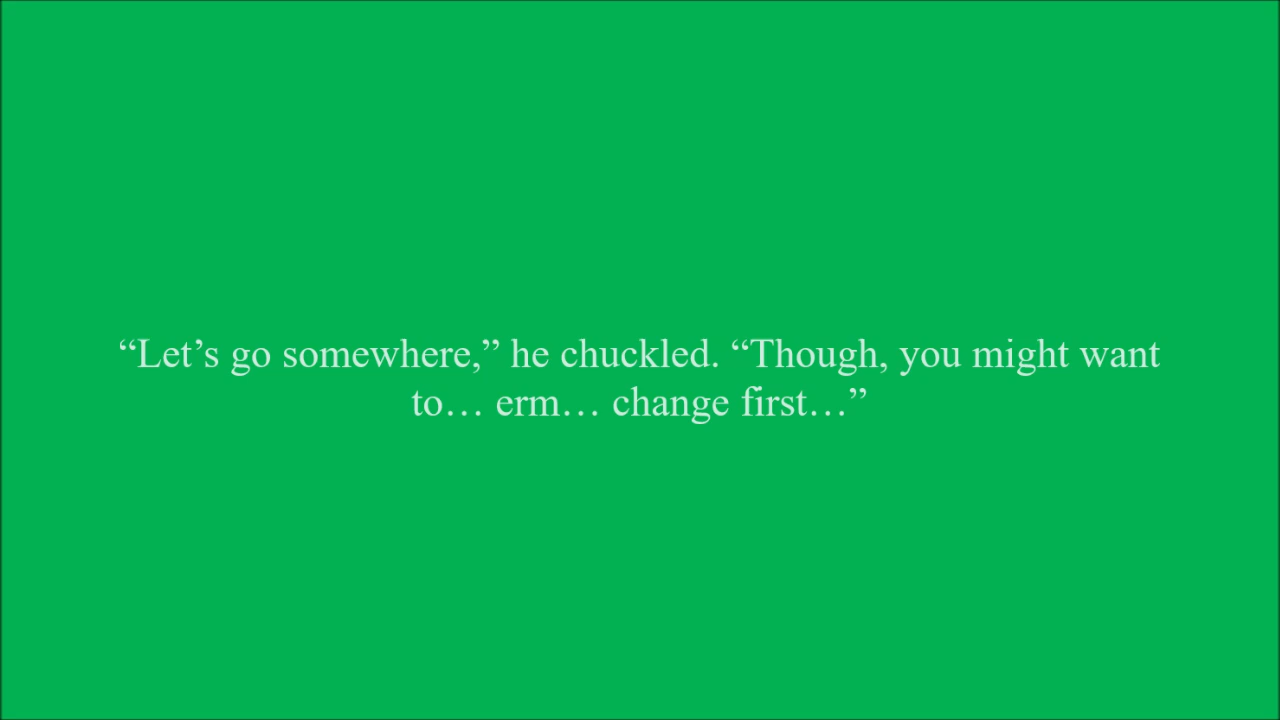 “Let’s go somewhere,” he chuckled. “Though, you might want
to… erm… change first…”